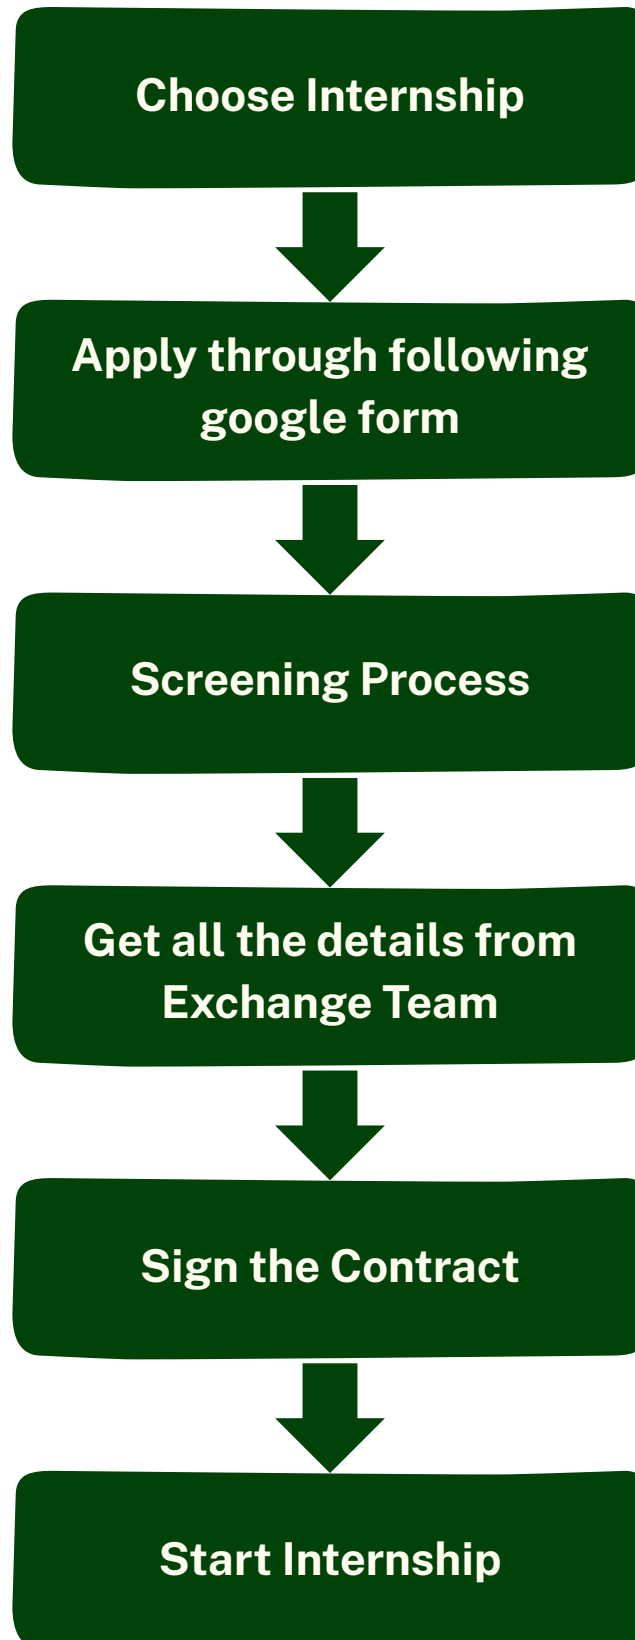 Choose Internship
Apply through following
google form
Screening Process
Get all the details from
Exchange Team
Sign the Contract
Start Internship